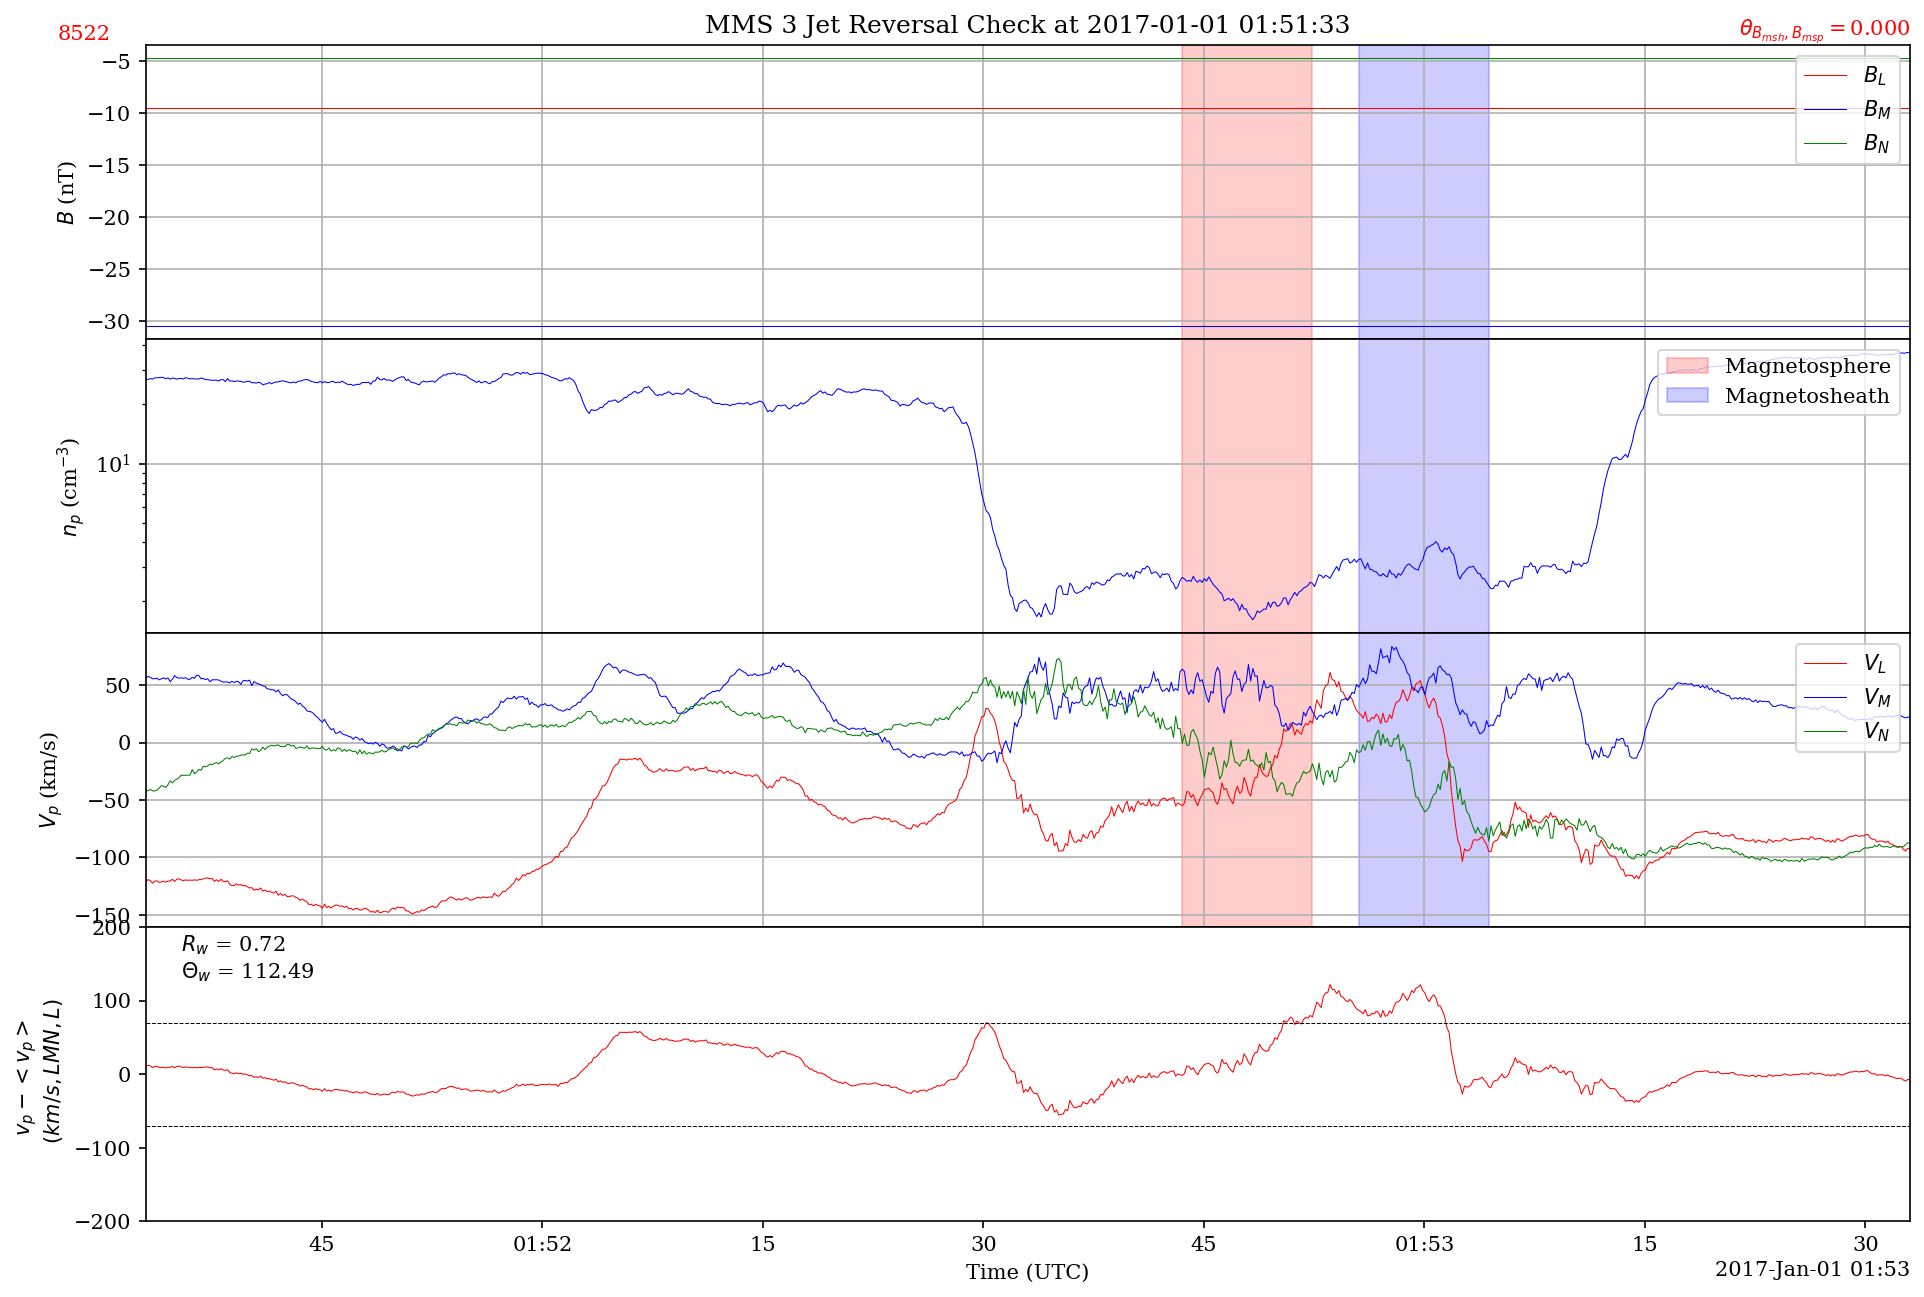 8522
MMS 3 Jet Reversal Check at 2017-01-01 01:51:33
θ_{B_{msh}, B_{msp}} = 0.000
B (nT)
−5
−10
−15
−20
−25
−30
B_L
B_M
B_N
n_p (cm^{−3})
10^1
Magnetosphere
Magnetosheath
V_p (km/s)
50
0
−50
−100
−150
V_L
V_M
V_N
v_p − < v_p >
(km/s, LMN, L)
200
100
0
−100
−200
R_w = 0.72
Θ_w = 112.49
45 01:52 15 30 45 01:53 15 30
Time (UTC)
2017-Jan-01 01:53